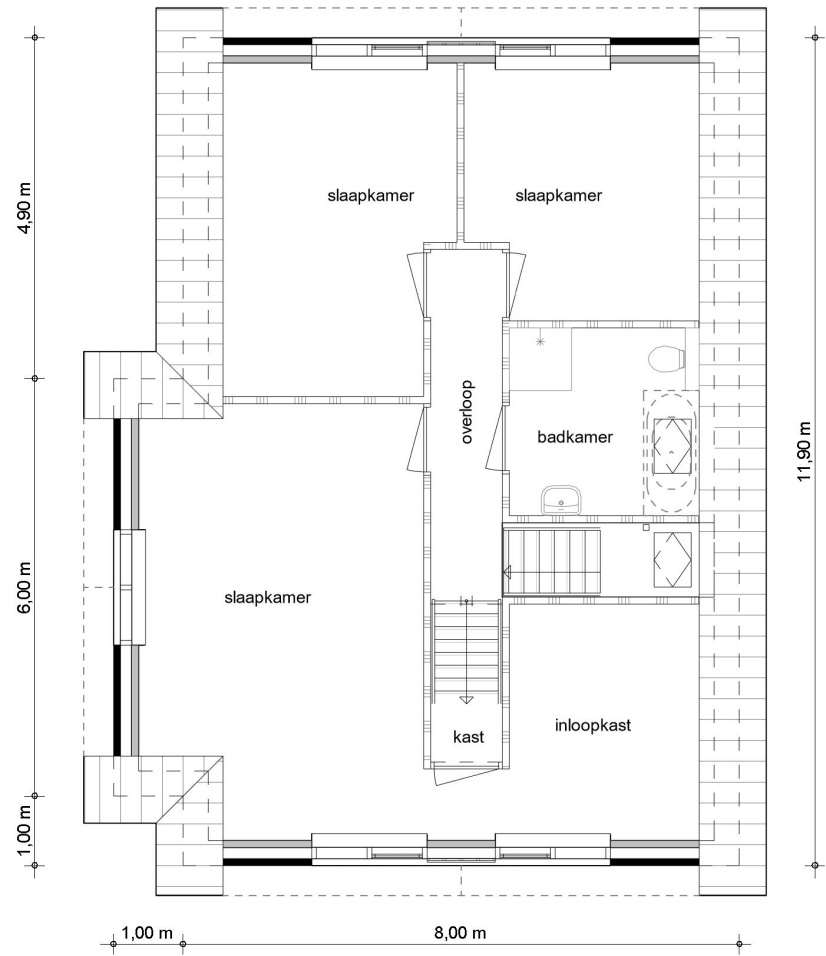 slaapkamer
slaapkamer
4,90 m
overloop
badkamer
11,90 m
slaapkamer
6,00 m
inloopkast
kast
1,00 m
1,00 m
8,00 m